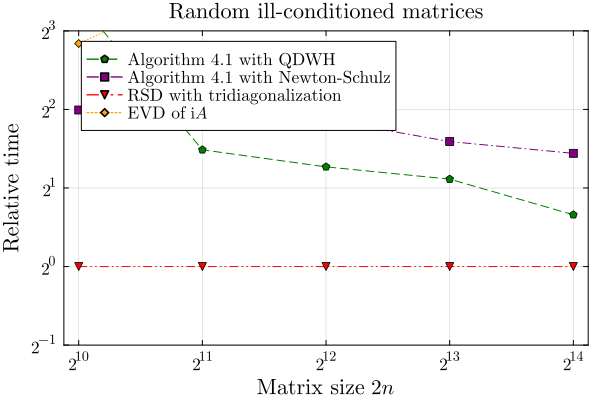 Random ill-conditioned matrices
2^3
Algorithm 4.1 with QDWH
Algorithm 4.1 with Newton-Schulz
RSD with tridiagonalization
EVD of iA
2^2
2^1
2^0
2^−1
Relative time
2^10 2^11 2^12 2^13 2^14
Matrix size 2n